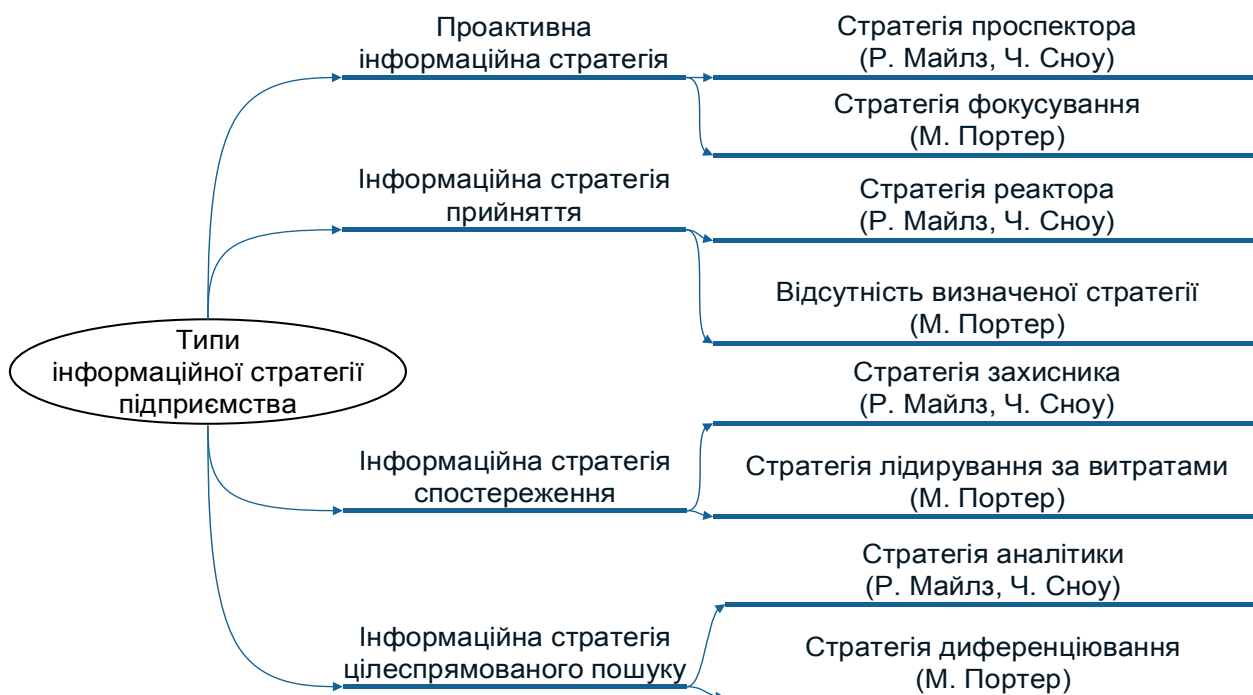 Проактивна
інформаційна стратегія
Стратегія проспектора
(Р. Майлз, Ч. Сноу)
Стратегія фокусування
(М. Портер)
Інформаційна стратегія
прийняття
Стратегія реактора
(Р. Майлз, Ч. Сноу)
Відсутність визначеної стратегії
(М. Портер)
Типи
інформаційної стратегії
підприємства
Інформаційна стратегія
спостереження
Стратегія захисника
(Р. Майлз, Ч. Сноу)
Стратегія лідирування за витратами
(М. Портер)
Інформаційна стратегія
цілеспрямованого пошуку
Стратегія аналітики
(Р. Майлз, Ч. Сноу)
Стратегія диференціювання
(М. Портер)